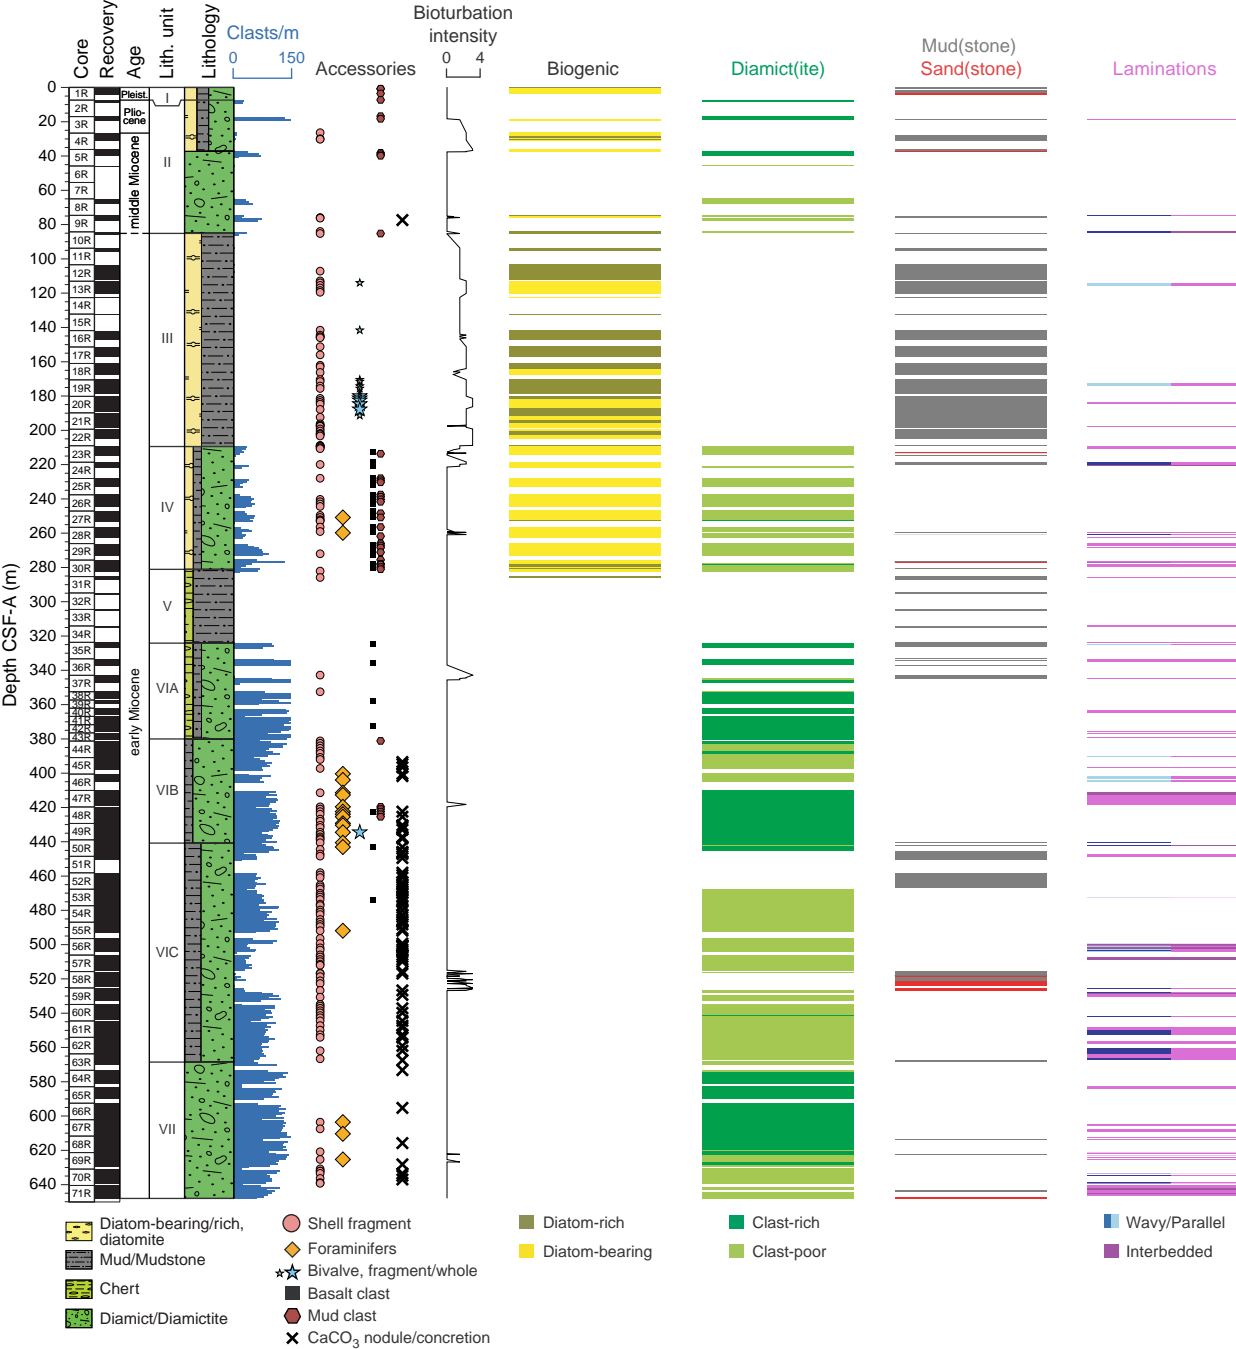 Core
Recovery
Age
Lith. unit
Lithology
Clasts/m
0 150
Accessories
Bioturbation
intensity
0 4
Biogenic
Diamict(ite)
Mud(stone)
Sand(stone)
Laminations
Depth CSF-A (m)
0
20
40
60
80
100
120
140
160
180
200
220
240
260
280
300
320
340
360
380
400
420
440
460
480
500
520
540
560
580
600
620
640
1R
2R
3R
4R
5R
6R
7R
8R
9R
10R
11R
12R
13R
14R
15R
16R
17R
18R
19R
20R
21R
22R
23R
24R
25R
26R
27R
28R
29R
30R
31R
32R
33R
34R
35R
36R
37R
38R
39R
40R
41R
42R
43R
44R
45R
46R
47R
48R
49R
50R
51R
52R
53R
54R
55R
56R
57R
58R
59R
60R
61R
62R
63R
64R
65R
66R
67R
68R
69R
70R
71R
Pleist.
Plio-
cene
middle Miocene
early Miocene
I
II
III
IV
V
VIA
VIB
VIC
VII
Diatom-bearing/rich,
diatomite
Mud/Mudstone
Chert
Diamict/Diamictite
Shell fragment
Foraminifers
Bivalve, fragment/whole
Basalt clast
Mud clast
CaCO3 nodule/concretion
Diatom-rich
Diatom-bearing
Clast-rich
Clast-poor
Wavy/Parallel
Interbedded